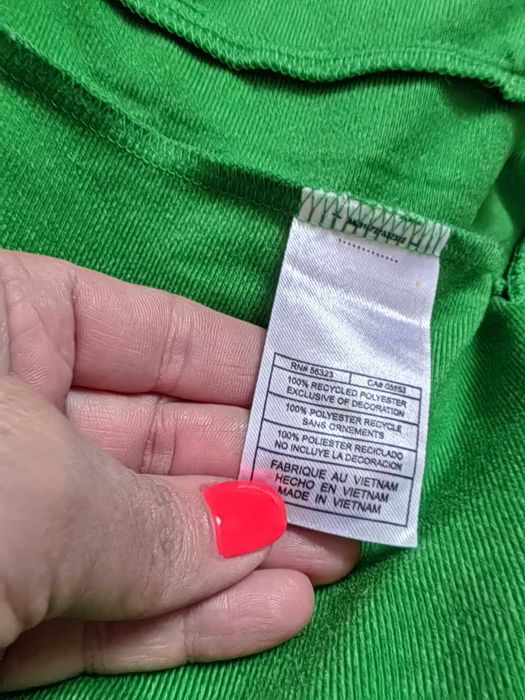 RN# 56323 CA# 05553
100% RECYCLED POLYESTER
EXCLUSIVE OF DECORATION
100% POLYESTER RECYCLE
SANS ORNEMENTS
100% POLIESTER RECICLADO
NO INCLUYE LA DECORACIÓN
FABRIQUE AU VIETNAM
HECHO EN VIETNAM
MADE IN VIETNAM